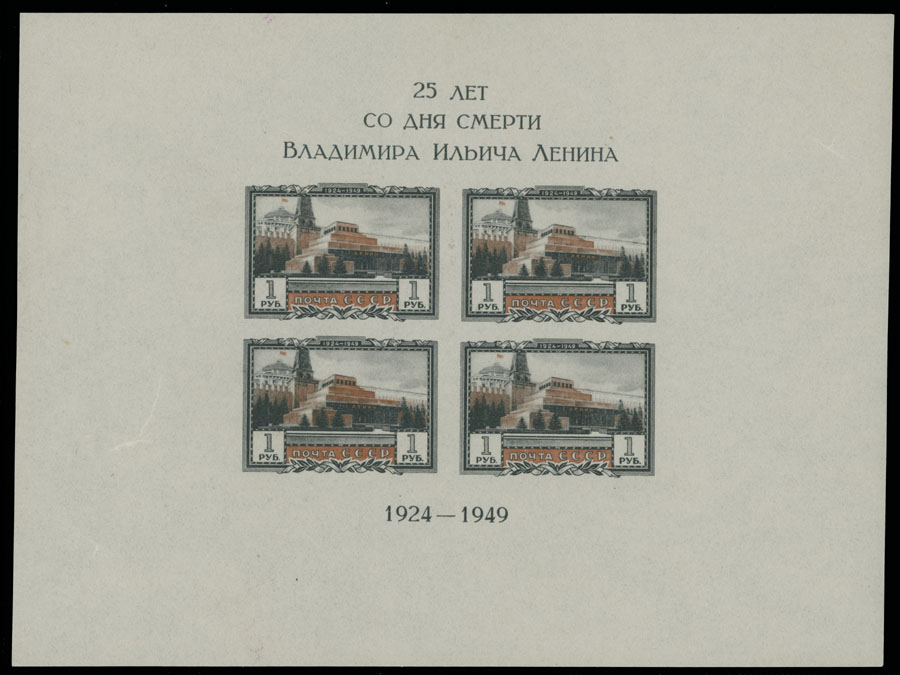 25 ЛЕТ
СО ДНЯ СМЕРТИ
ВЛАДИМИРА ИЛЬИЧА ЛЕНИНА
1924—1949
1924—1949
1 РУБ. ПОЧТА СССР 1 РУБ.
1 РУБ. ПОЧТА СССР 1 РУБ.
1924—1949
1924—1949
1 РУБ. ПОЧТА СССР 1 РУБ.
1 РУБ. ПОЧТА СССР 1 РУБ.
1924—1949